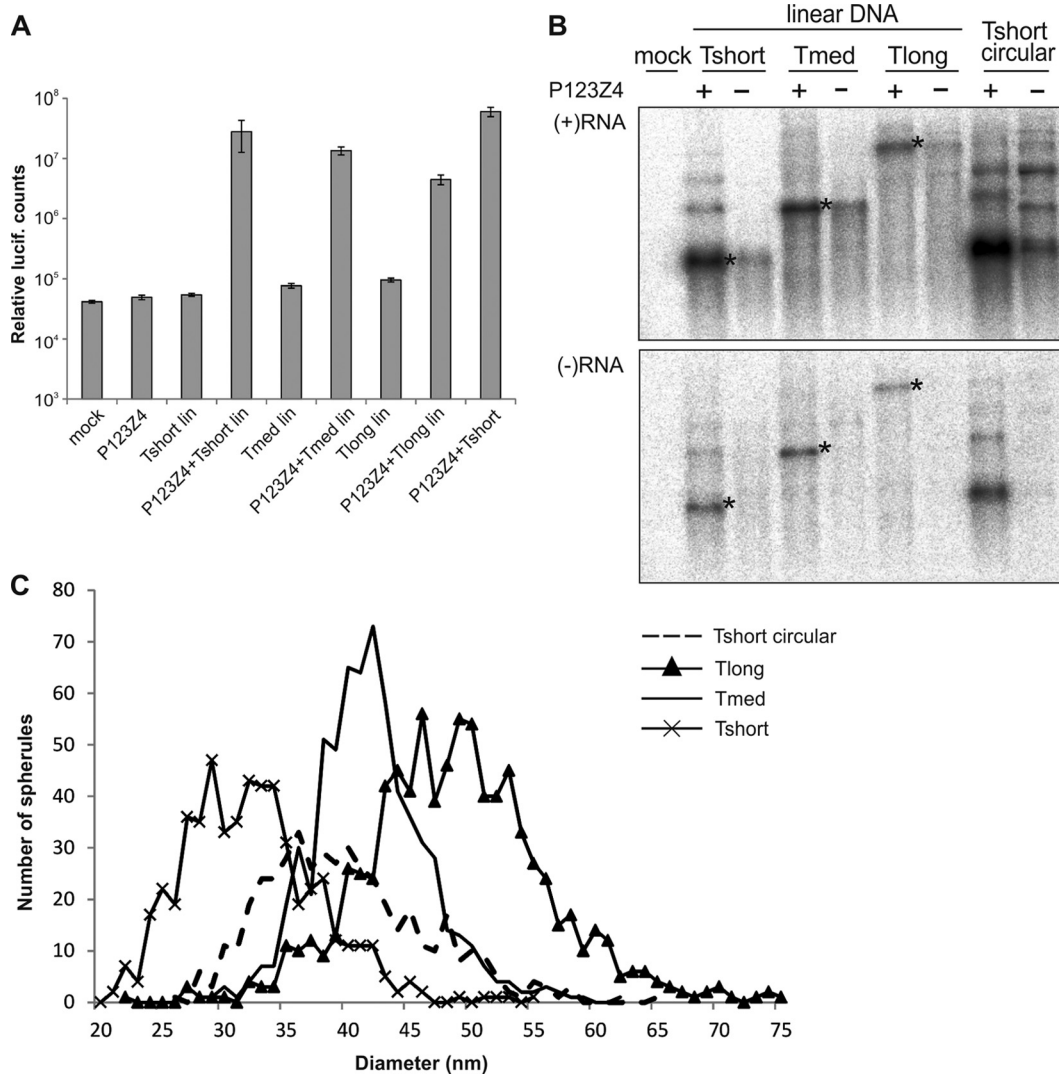 A
Relative lucif. counts
10^8
10^7
10^6
10^5
10^4
10^3
mock
P123Z4
Tshort lin
P123Z4+Tshort lin
Tmed lin
P123Z4+Tmed lin
Tlong lin
P123Z4+Tlong lin
P123Z4+Tshort
B
linear DNA
mock Tshort Tmed Tlong Tshort circular
P123Z4 + − + − + − + −
(+)RNA
* * *
(-)RNA
* * *
C
Number of spherules
80
70
60
50
40
30
20
10
0
20 25 30 35 40 45 50 55 60 65 70 75
Diameter (nm)
Tshort circular
Tlong
Tmed
Tshort